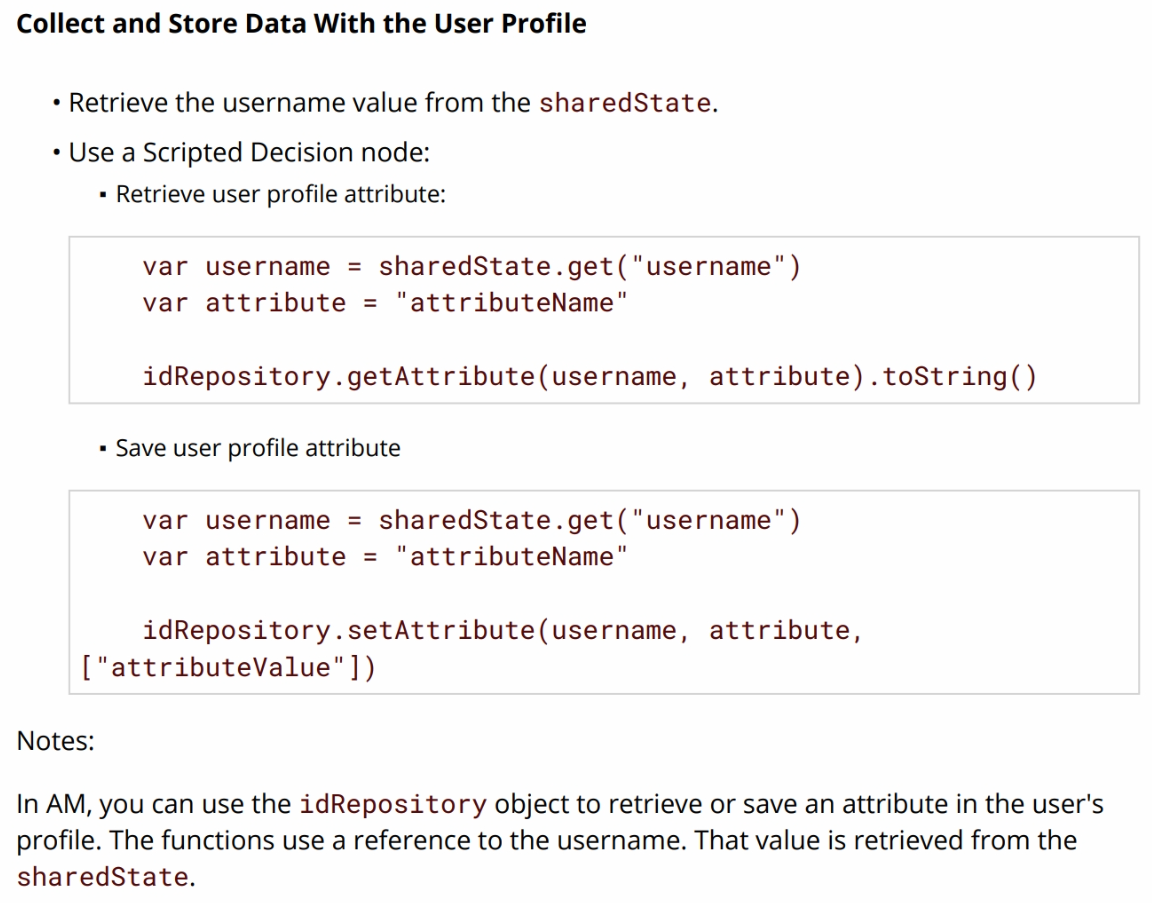 Collect and Store Data With the User Profile
• Retrieve the username value from the sharedState.
• Use a Scripted Decision node:
▪ Retrieve user profile attribute:
var username = sharedState.get("username")
var attribute = "attributeName"
idRepository.getAttribute(username, attribute).toString()
▪ Save user profile attribute
var username = sharedState.get("username")
var attribute = "attributeName"
idRepository.setAttribute(username, attribute,
["attributeValue"])
Notes:
In AM, you can use the idRepository object to retrieve or save an attribute in the user's
profile. The functions use a reference to the username. That value is retrieved from the
sharedState.